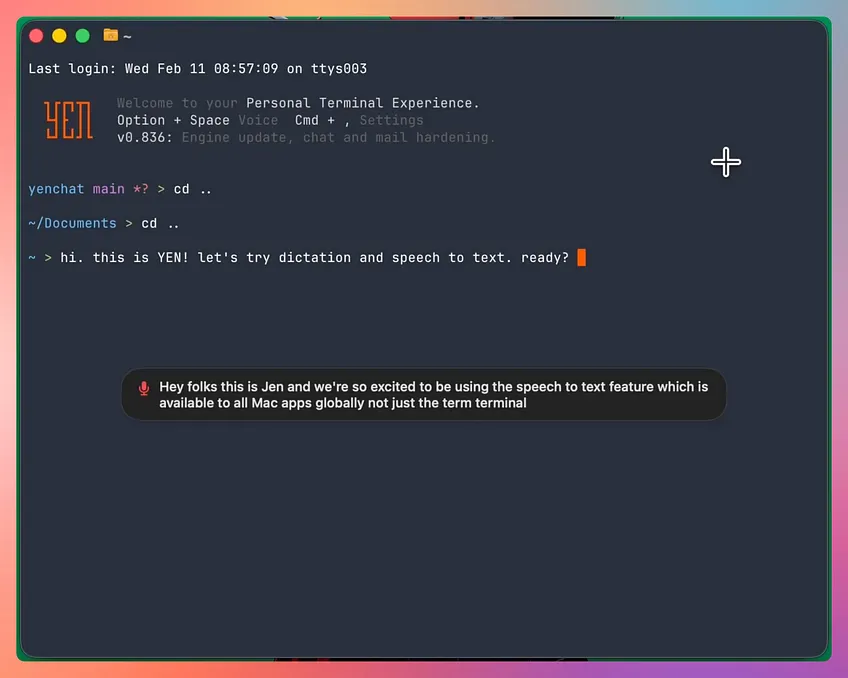 ~
Last login: Wed Feb 11 08:57:09 on ttys003
YEN
Welcome to your Personal Terminal Experience.
Option + Space Voice  Cmd + , Settings
v0.836: Engine update, chat and mail hardening.
yenchat main *? > cd ..
~/Documents > cd ..
~ > hi. this is YEN! let's try dictation and speech to text. ready?
Hey folks this is Jen and we're so excited to be using the speech to text feature which is
available to all Mac apps globally not just the term terminal